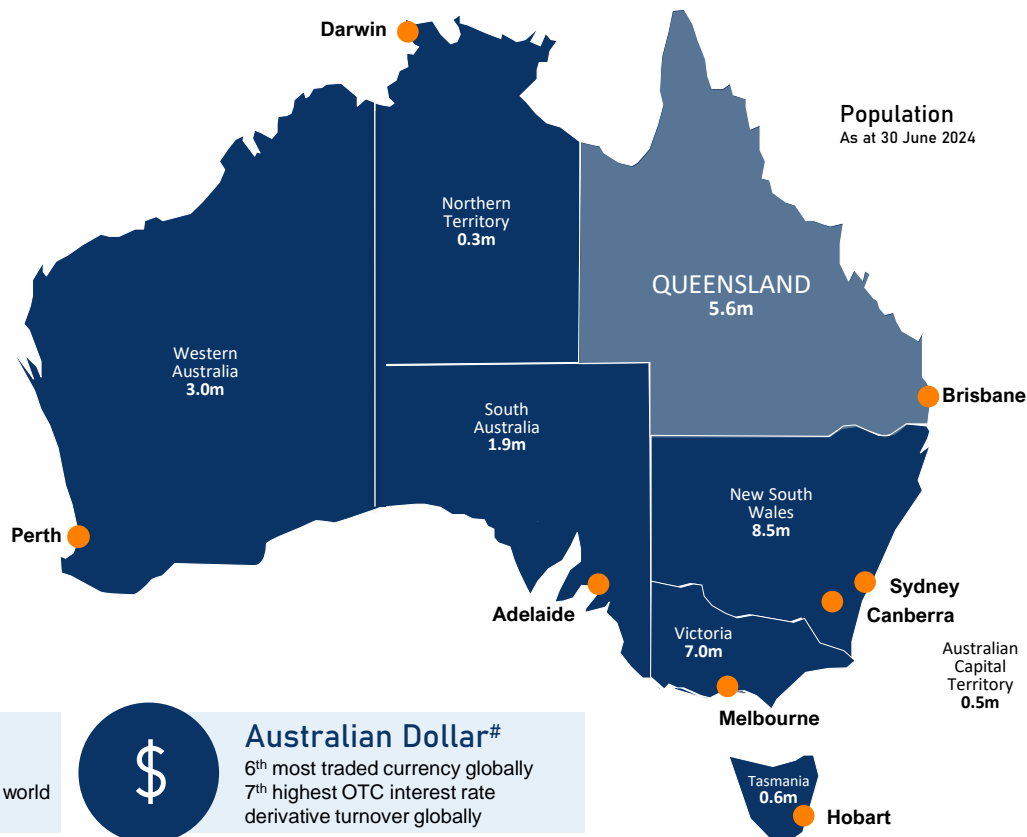 Darwin
Population
As at 30 June 2024
Northern
Territory
0.3m
QUEENSLAND
5.6m
Western
Australia
3.0m
Brisbane
South
Australia
1.9m
New South
Wales
8.5m
Perth
Adelaide
Sydney
Canberra
Victoria
7.0m
Australian
Capital
Territory
0.5m
Melbourne
world
$
Australian Dollar#
6th most traded currency globally
7th highest OTC interest rate
derivative turnover globally
Tasmania
0.6m
Hobart